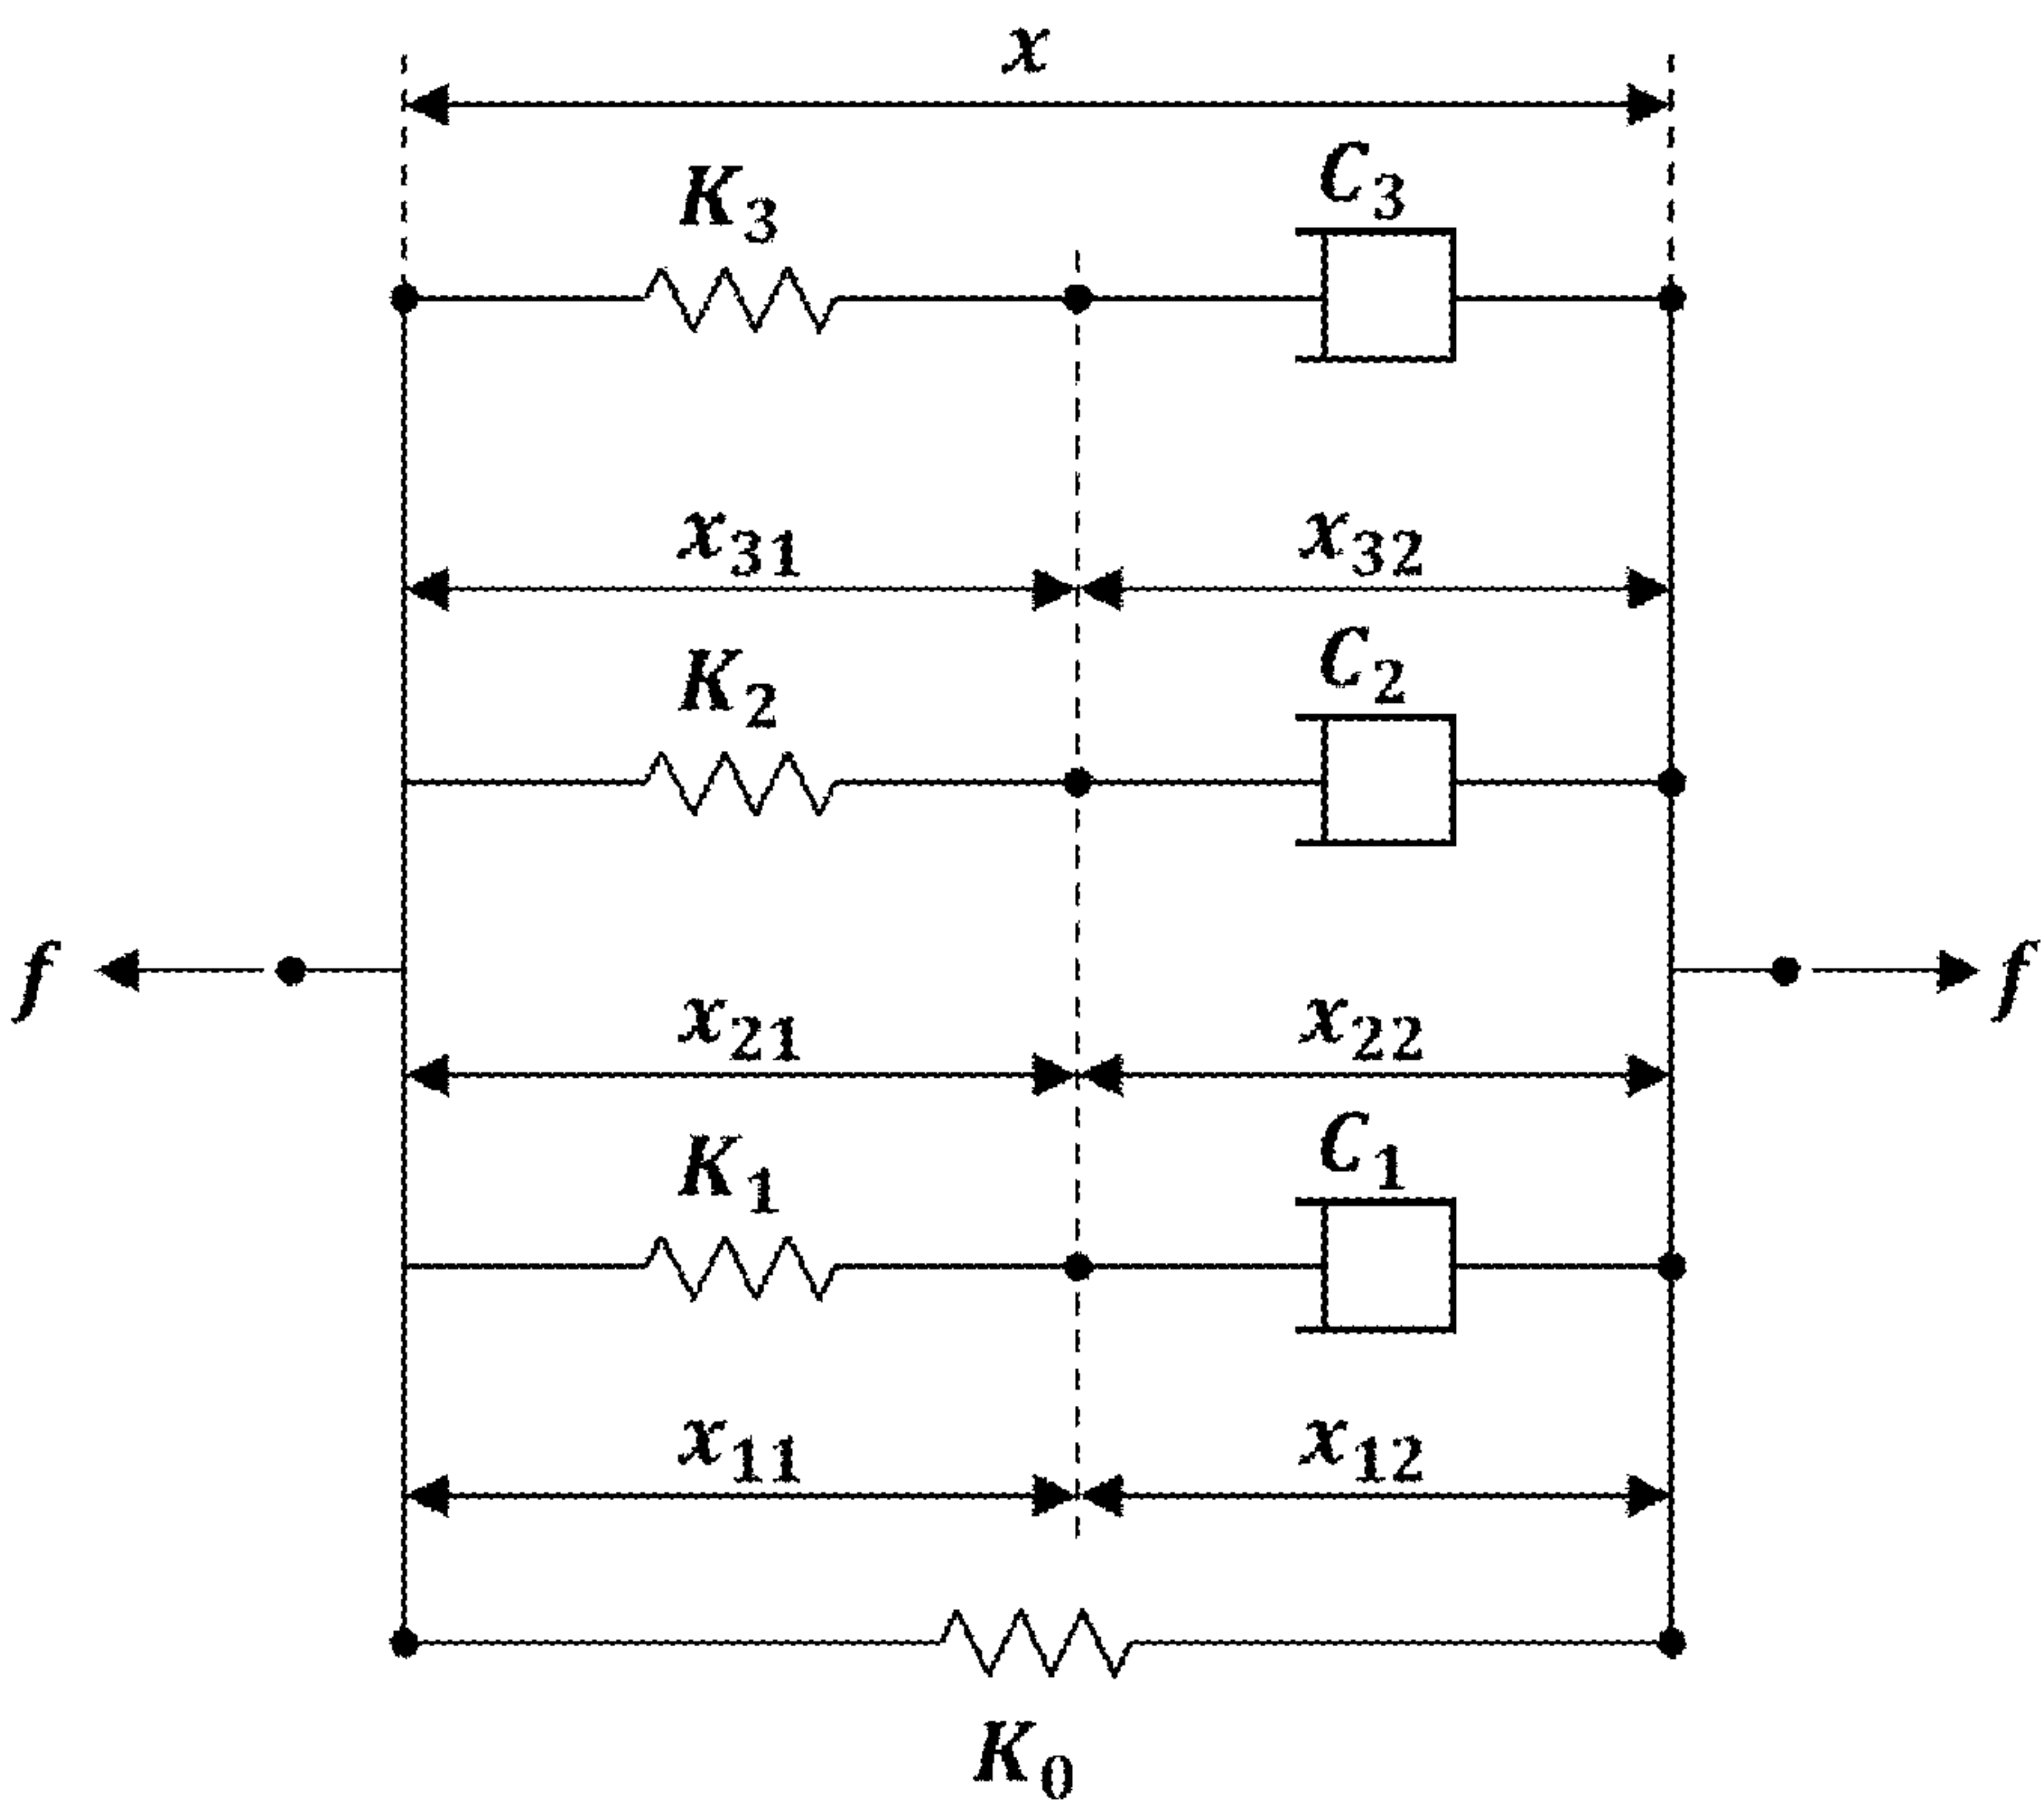 x
K₃ C₃
x₃₁ x₃₂
K₂ C₂
f f
x₂₁ x₂₂
K₁ C₁
x₁₁ x₁₂
K₀